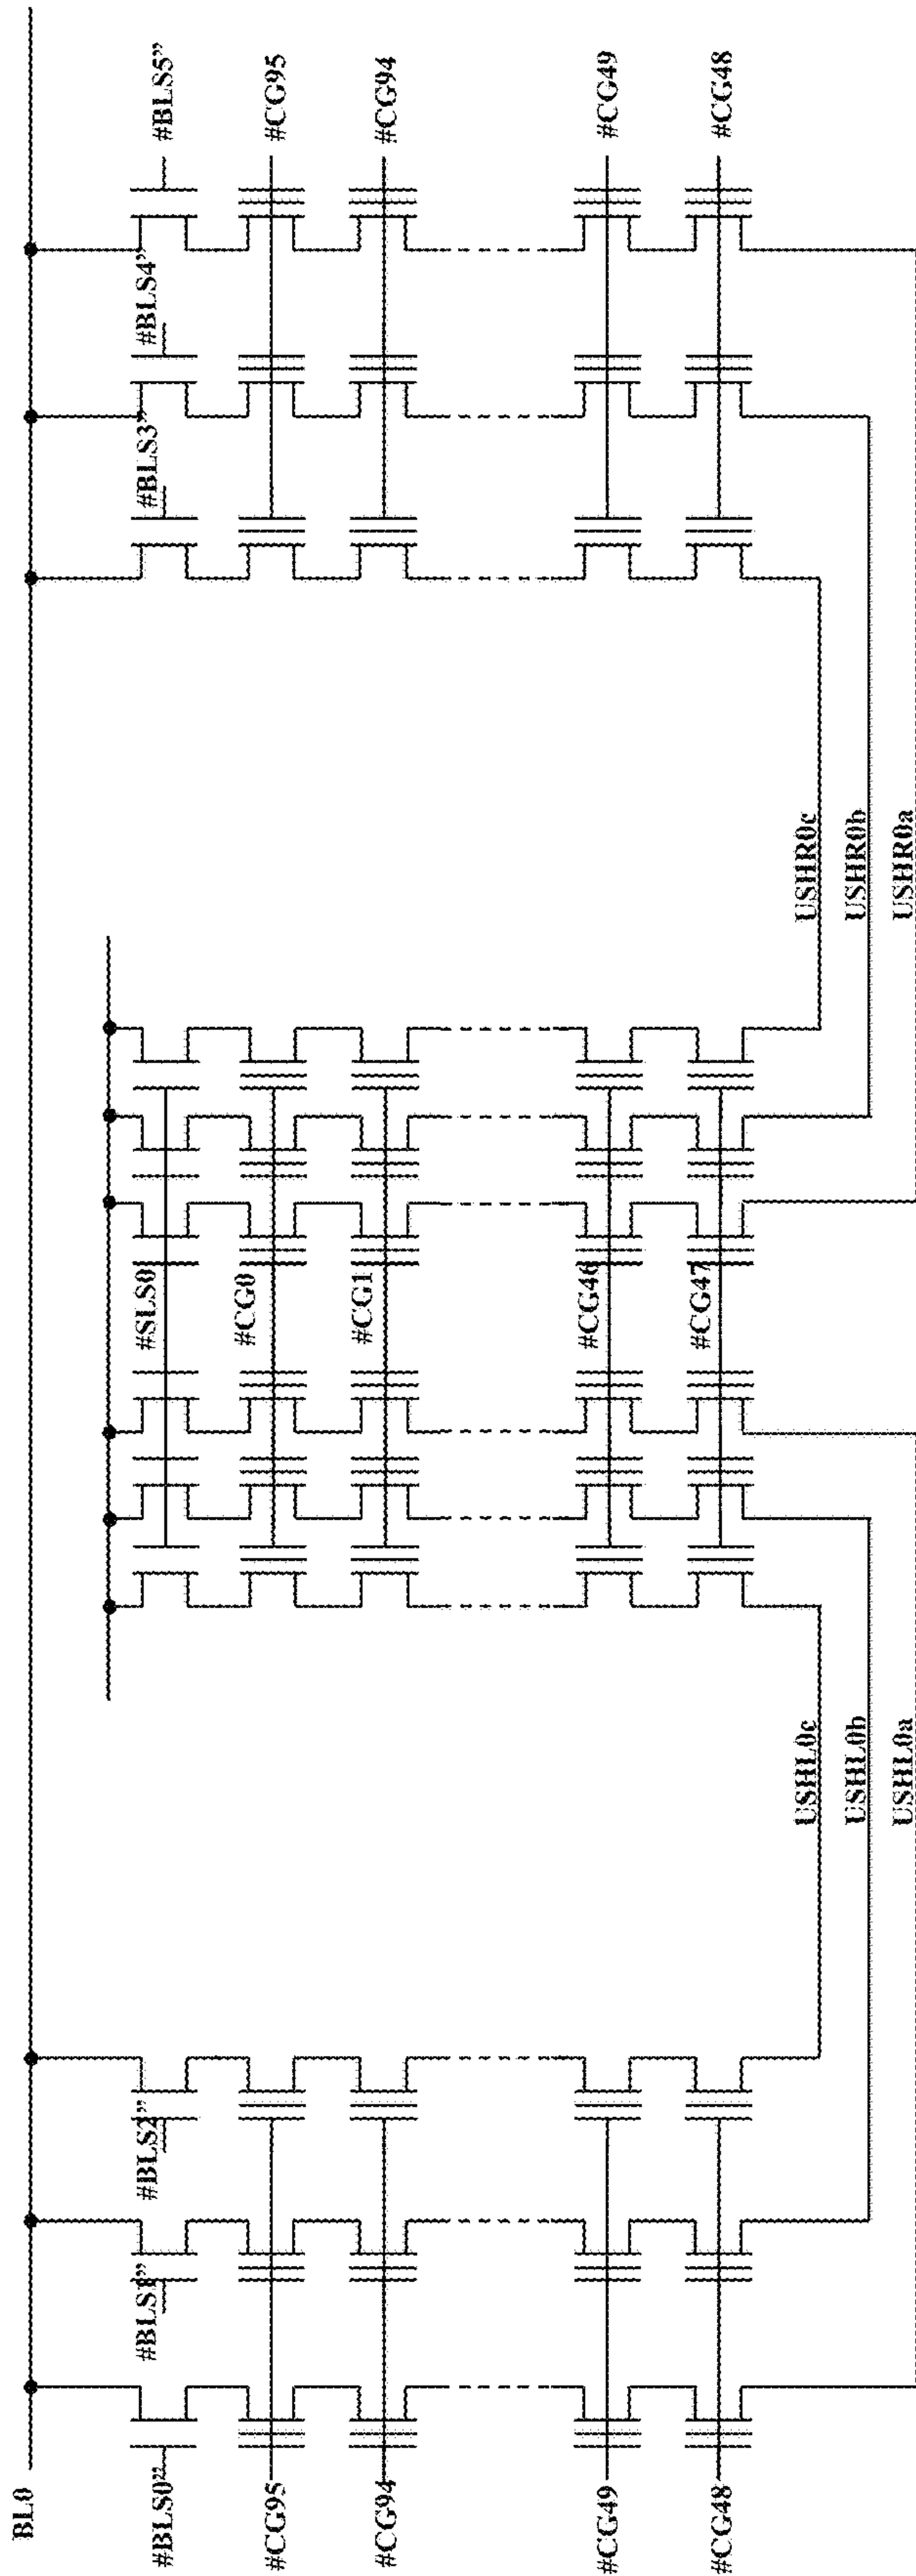 BL0
#BLS0”
#BLS1”
#BLS2”
#BLS3”
#BLS4”
#BLS5”
#CG95
#SLS0
#CG0
#CG95
#CG94
#CG1
#CG94
#CG49
#CG46
#CG49
#CG48
#CG47
#CG48
USHL0c
USHR0c
USHL0b
USHR0b
USHL0a
USHR0a